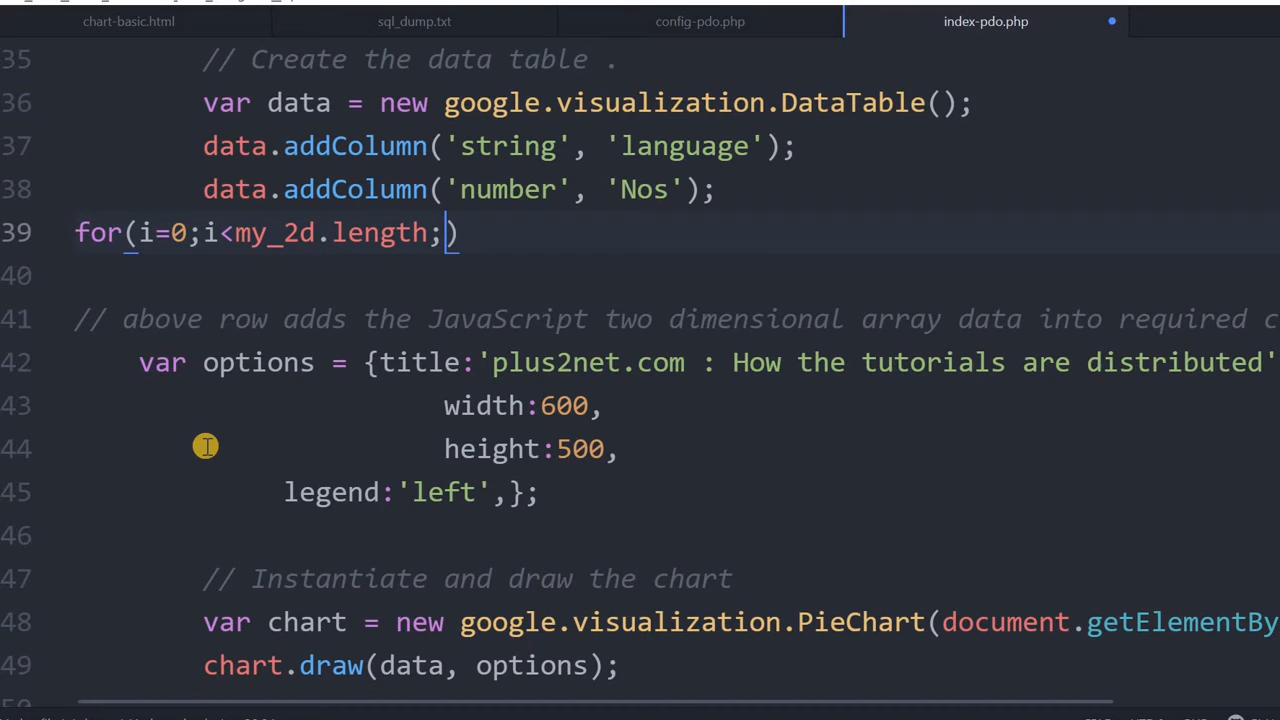 chart-basic.html sql_dump.txt config-pdo.php index-pdo.php
35 // Create the data table .
36 var data = new google.visualization.DataTable();
37 data.addColumn('string', 'language');
38 data.addColumn('number', 'Nos');
39 for(i=0;i<my_2d.length;)
40
41 // above row adds the JavaScript two dimensional array data into required c
42 var options = {title:'plus2net.com : How the tutorials are distributed'
43 width:600,
44 height:500,
45 legend:'left',};
46
47 // Instantiate and draw the chart
48 var chart = new google.visualization.PieChart(document.getElementBy
49 chart.draw(data, options);